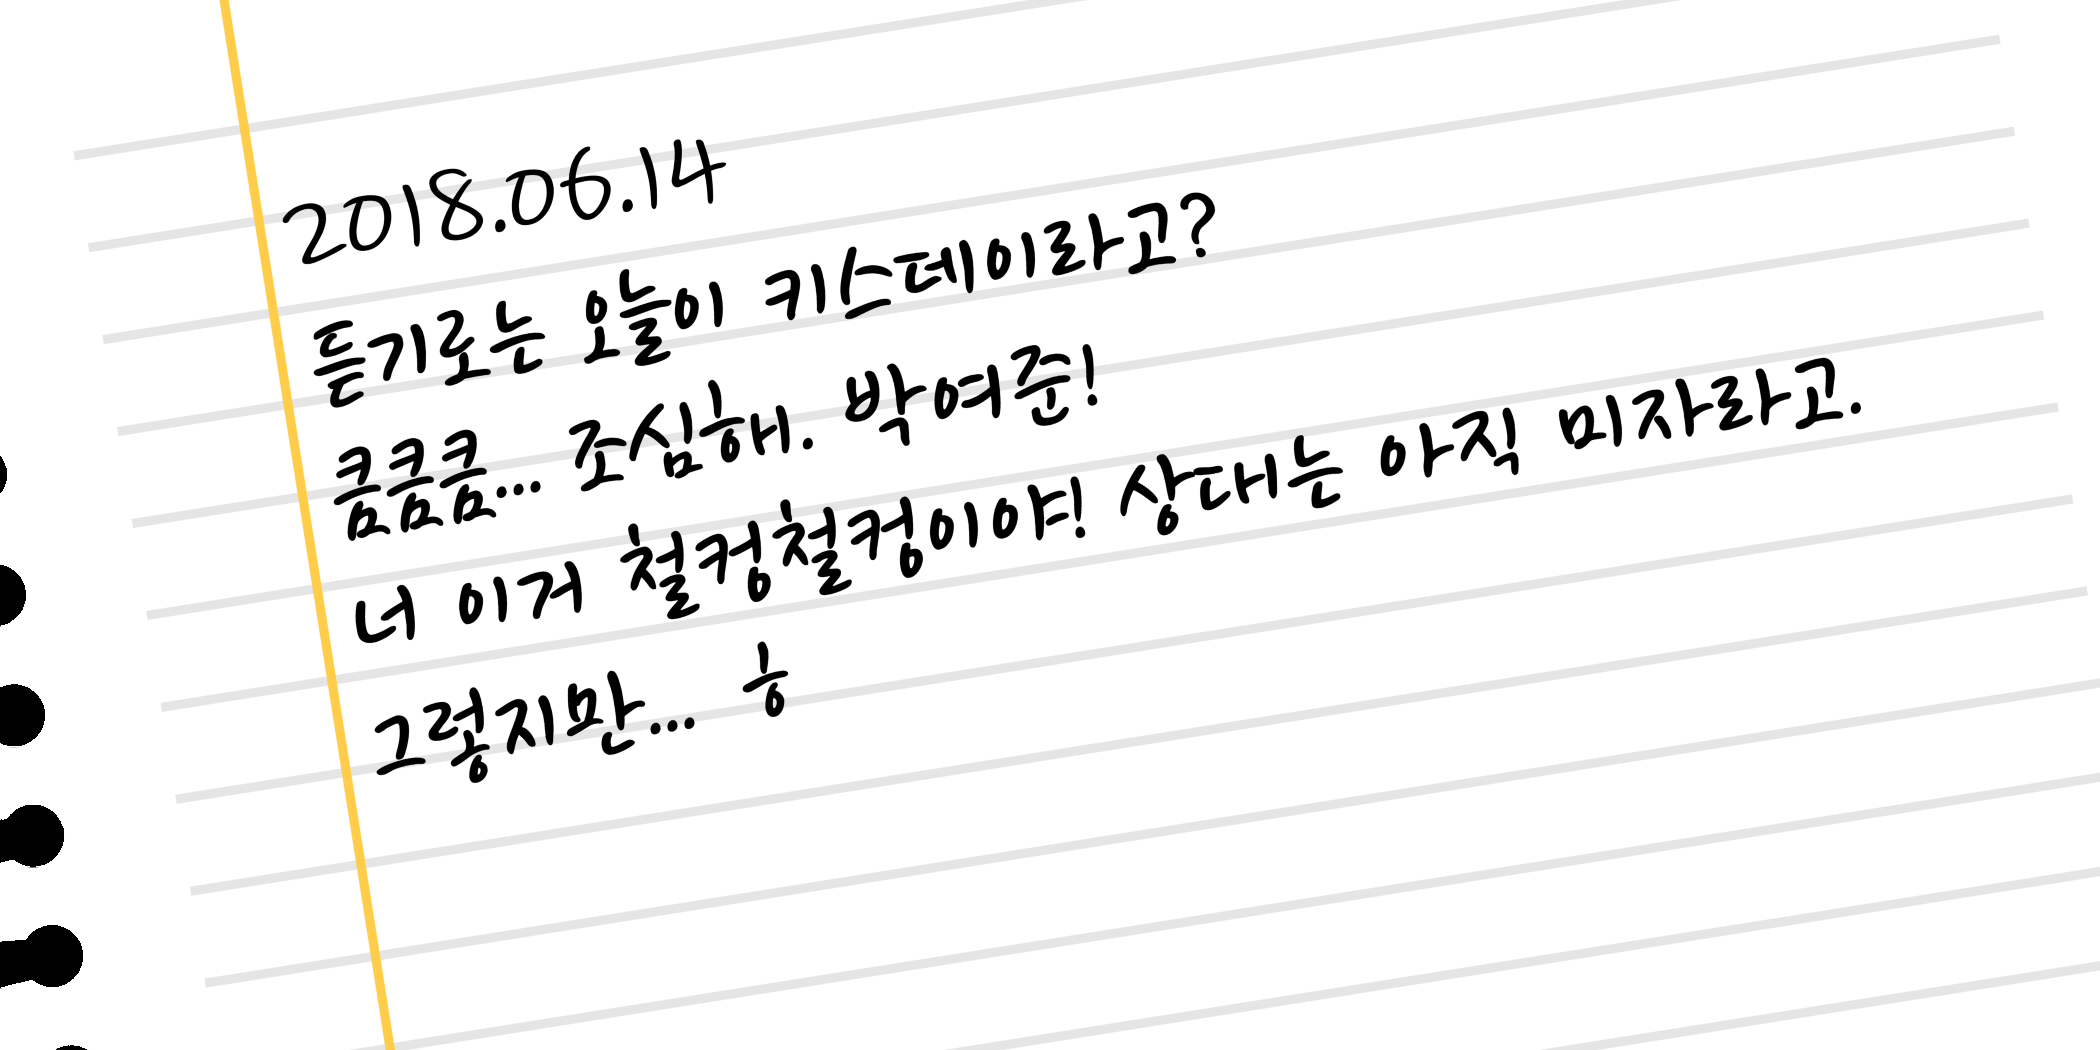 2018.06.14
듣기로는 오늘이 키스데이라고?
큼큼큼... 조심해. 박여준!
너 이거 철컹철컹이야! 상대는 아직 미자라고.
그렇지만... ㅎ